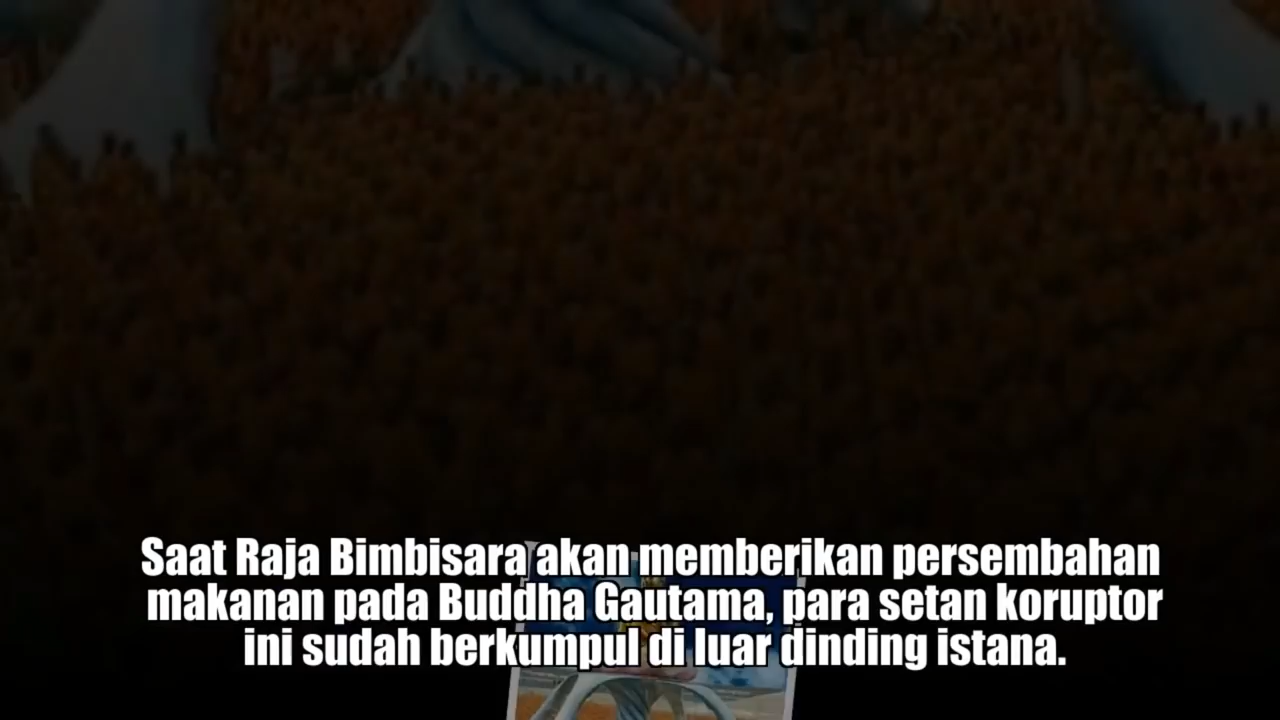 Saat Raja Bimbisara akan memberikan persembahan
makanan pada Buddha Gautama, para setan koruptor
ini sudah berkumpul di luar dinding istana.